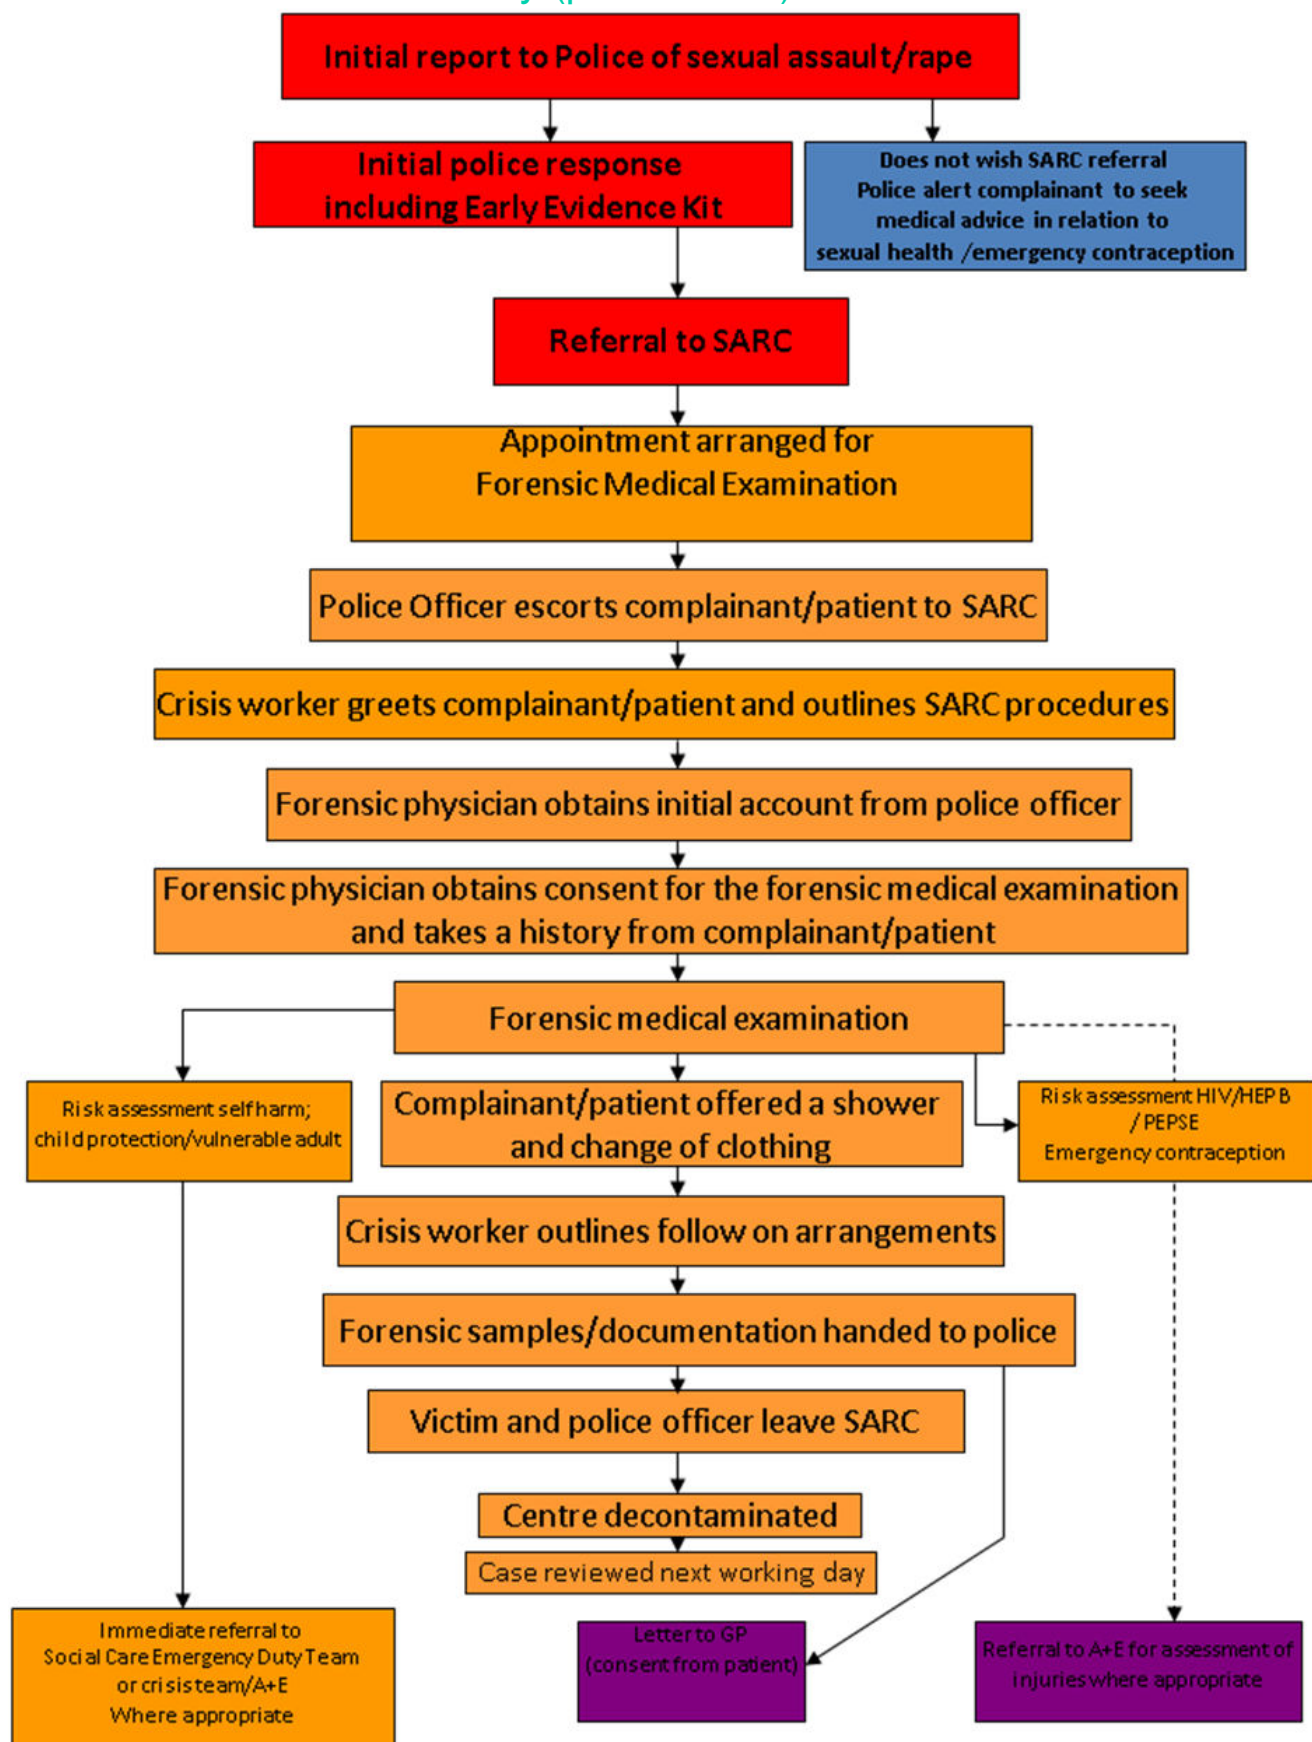 Initial report to Police of sexual assault/rape
Initial police response
including Early Evidence Kit
Does not wish SARC referral
Police alert complainant to seek
medical advice in relation to
sexual health /emergency contraception
Referral to SARC
Appointment arranged for
Forensic Medical Examination
Police Officer escorts complainant/patient to SARC
Crisis worker greets complainant/patient and outlines SARC procedures
Forensic physician obtains initial account from police officer
Forensic physician obtains consent for the forensic medical examination
and takes a history from complainant/patient
Forensic medical examination
Risk assessment self harm;
child protection/vulnerable adult
Complainant/patient offered a shower
and change of clothing
Risk assessment HIV/HEP B
/ PEPSE
Emergency contraception
Crisis worker outlines follow on arrangements
Forensic samples/documentation handed to police
Victim and police officer leave SARC
Centre decontaminated
Case reviewed next working day
Immediate referral to
Social Care Emergency Duty Team
or crisis team/A+E
Where appropriate
Letter to GP
(consent from patient)
Referral to A+E for assessment of
injuries where appropriate